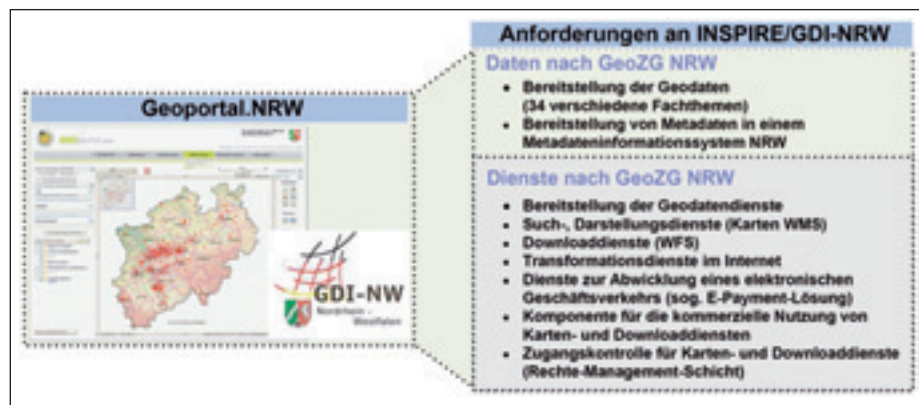 Geoportal.NRW
GDI-NW
Nordrhein -
Westfalen
Anforderungen an INSPIRE/GDI-NRW
Daten nach GeoZG NRW
• Bereitstellung der Geodaten
(34 verschiedene Fachthemen)
• Bereitstellung von Metadaten in einem
Metadateninformationssystem NRW
Dienste nach GeoZG NRW
• Bereitstellung der Geodatendienste
• Such-, Darstellungsdienste (Karten WMS)
• Downloaddienste (WFS)
• Transformationsdienste im Internet
• Dienste zur Abwicklung eines elektronischen
Geschäftsverkehrs (sog. E-Payment-Lösung)
• Komponente für die kommerzielle Nutzung von
Karten- und Downloaddiensten
• Zugangskontrolle für Karten- und Downloaddienste
(Rechte-Management-Schicht)